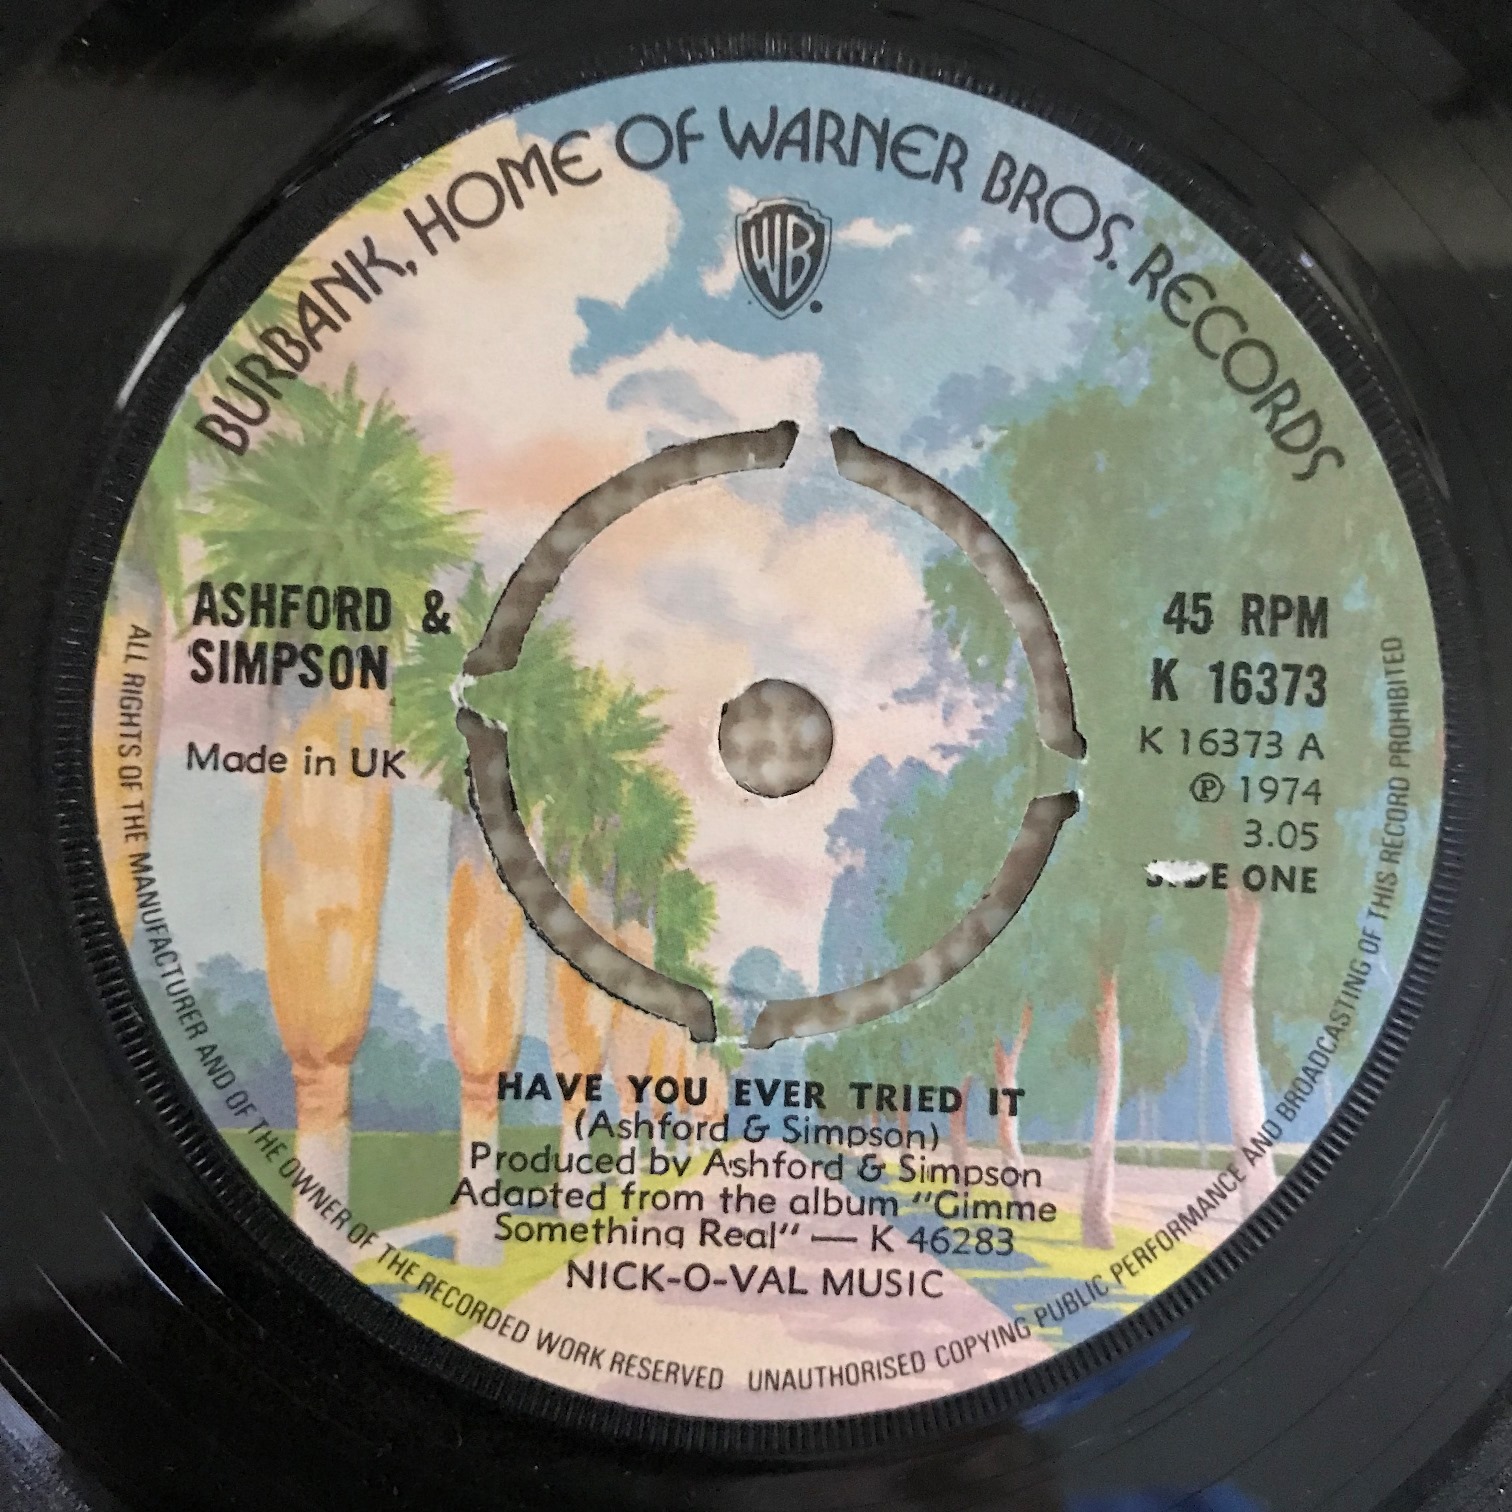 BURBANK, HOME OF WARNER BROS. RECORDS
WB
ASHFORD &
SIMPSON
Made in UK
45 RPM
K 16373
K 16373 A
℗ 1974
3.05
SIDE ONE
HAVE YOU EVER TRIED IT
(Ashford & Simpson)
Produced by Ashford & Simpson
Adapted from the album "Gimme
Something Real" — K 46283
NICK-O-VAL MUSIC
ALL RIGHTS OF THE MANUFACTURER AND OF THE OWNER OF THE RECORDED WORK RESERVED UNAUTHORISED COPYING PUBLIC PERFORMANCE AND BROADCASTING OF THIS RECORD PROHIBITED